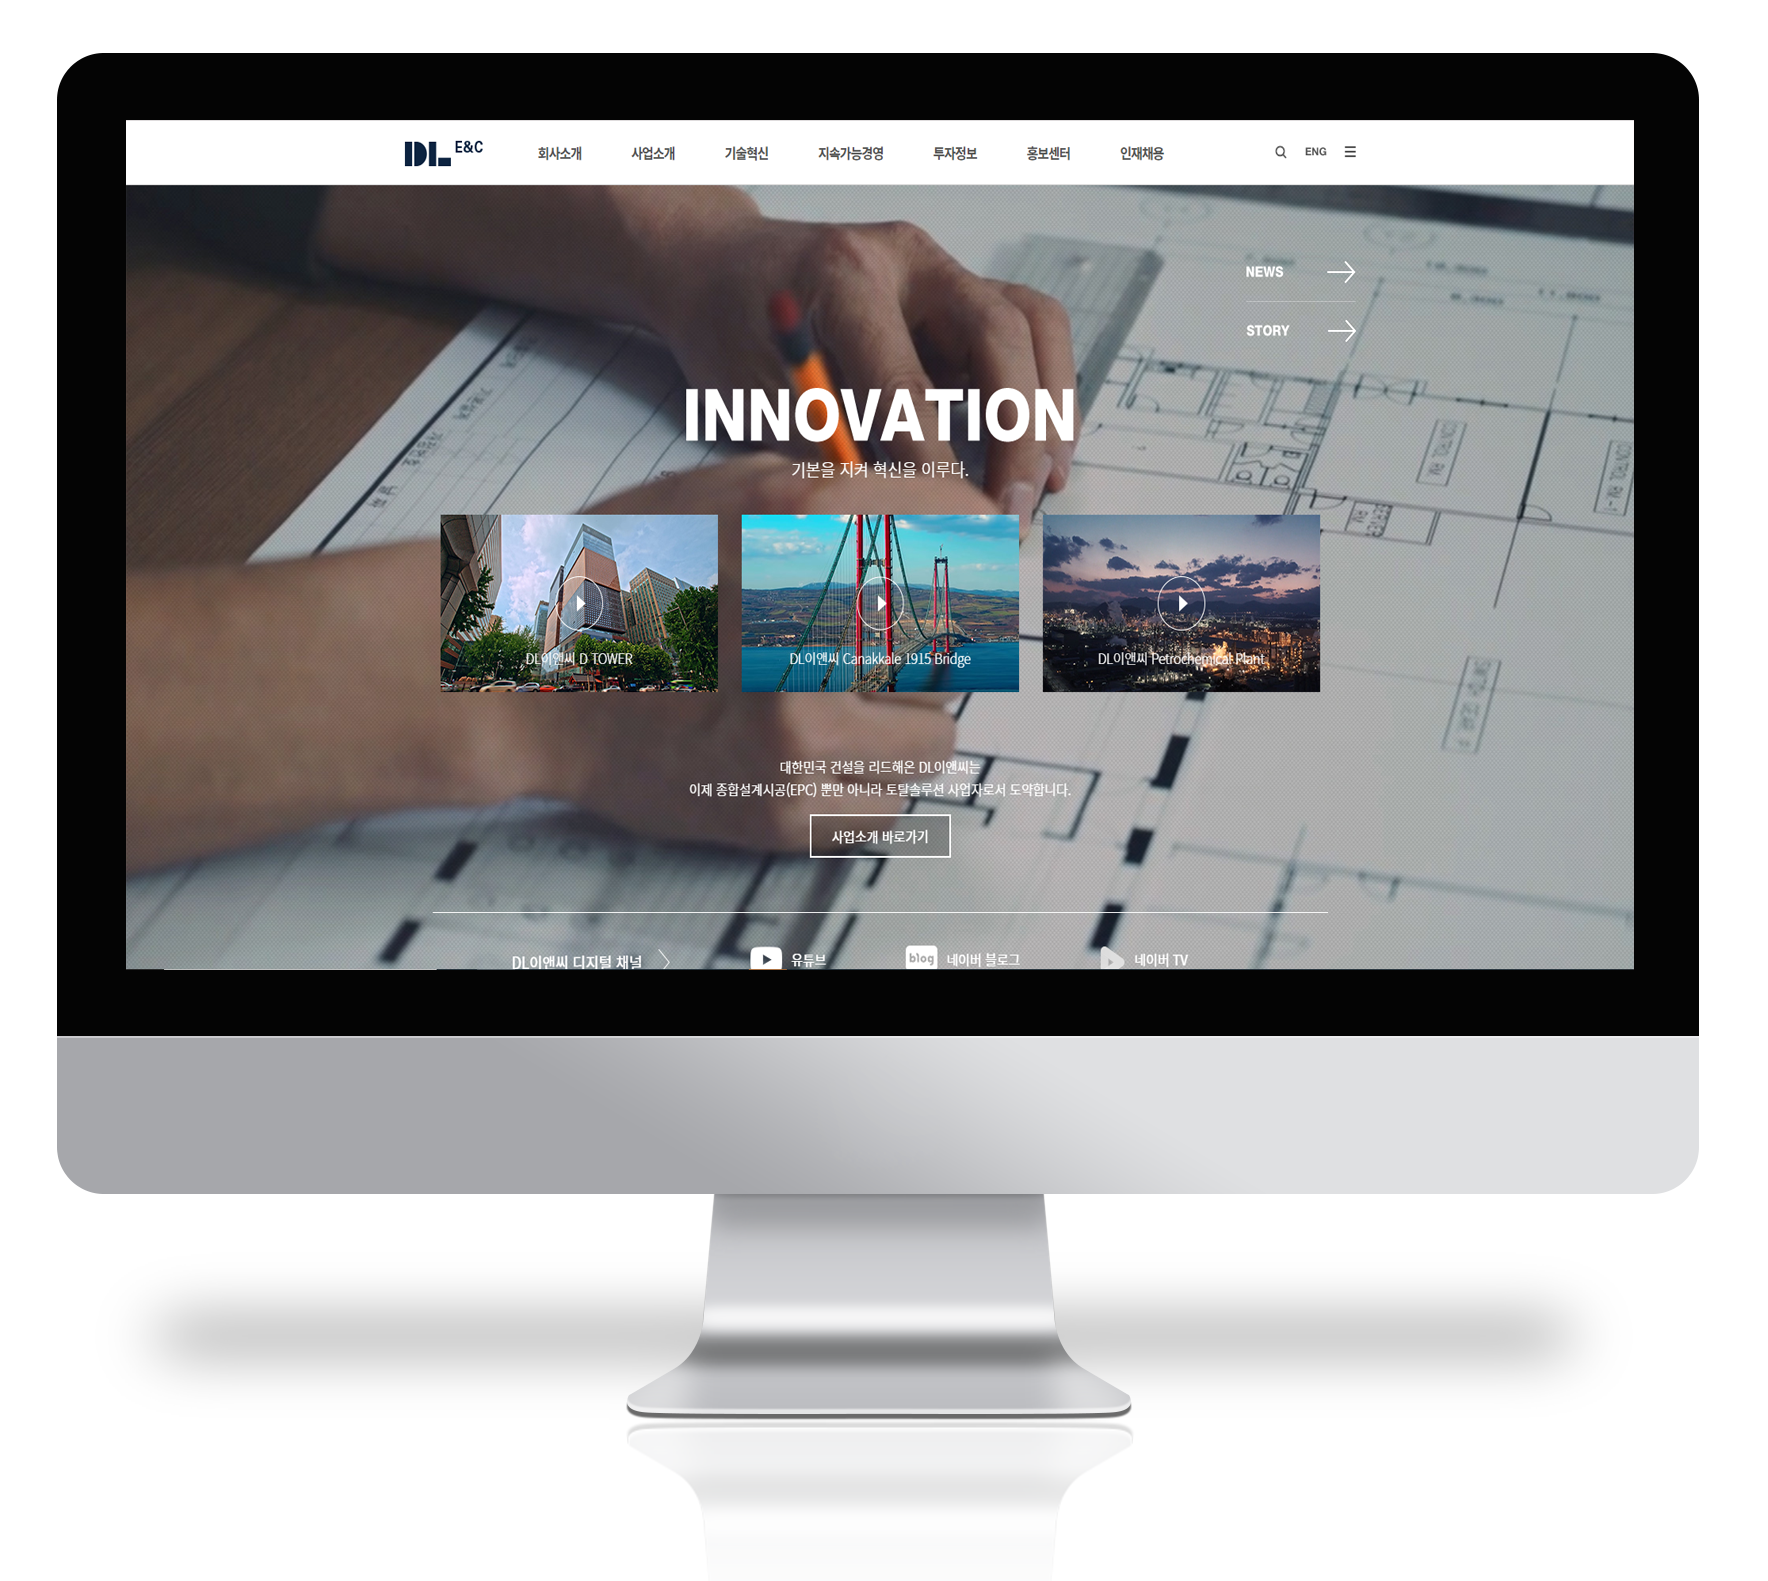 DL E&C
회사소개 사업소개 기술혁신 지속가능경영 투자정보 홍보센터 인재채용 ENG
NEWS
STORY
INNOVATION
기본을 지켜 혁신을 이루다.
DL이앤씨 D TOWER
DL이앤씨 Canakkale 1915 Bridge
DL이앤씨 Petrochemical Plant
대한민국 건설을 리드해온 DL이앤씨는
이제 종합설계시공(EPC) 뿐만 아니라 토탈솔루션 사업자로서 도약합니다.
사업소개 바로가기
DL이앤씨 디지털 채널 유튜브 blog 네이버 블로그 네이버 TV
CONTROL RM
CONTROL RM-1